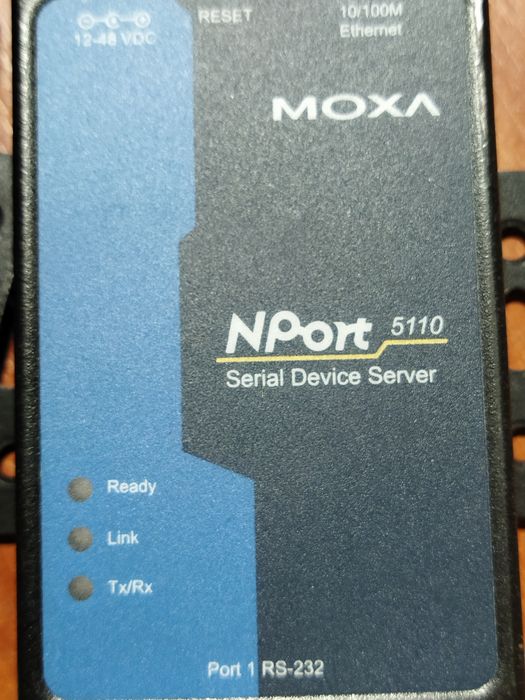 12-48 VDC
RESET
10/100M
Ethernet
MOXA
NPort 5110
Serial Device Server
Ready
Link
Tx/Rx
Port 1 RS-232